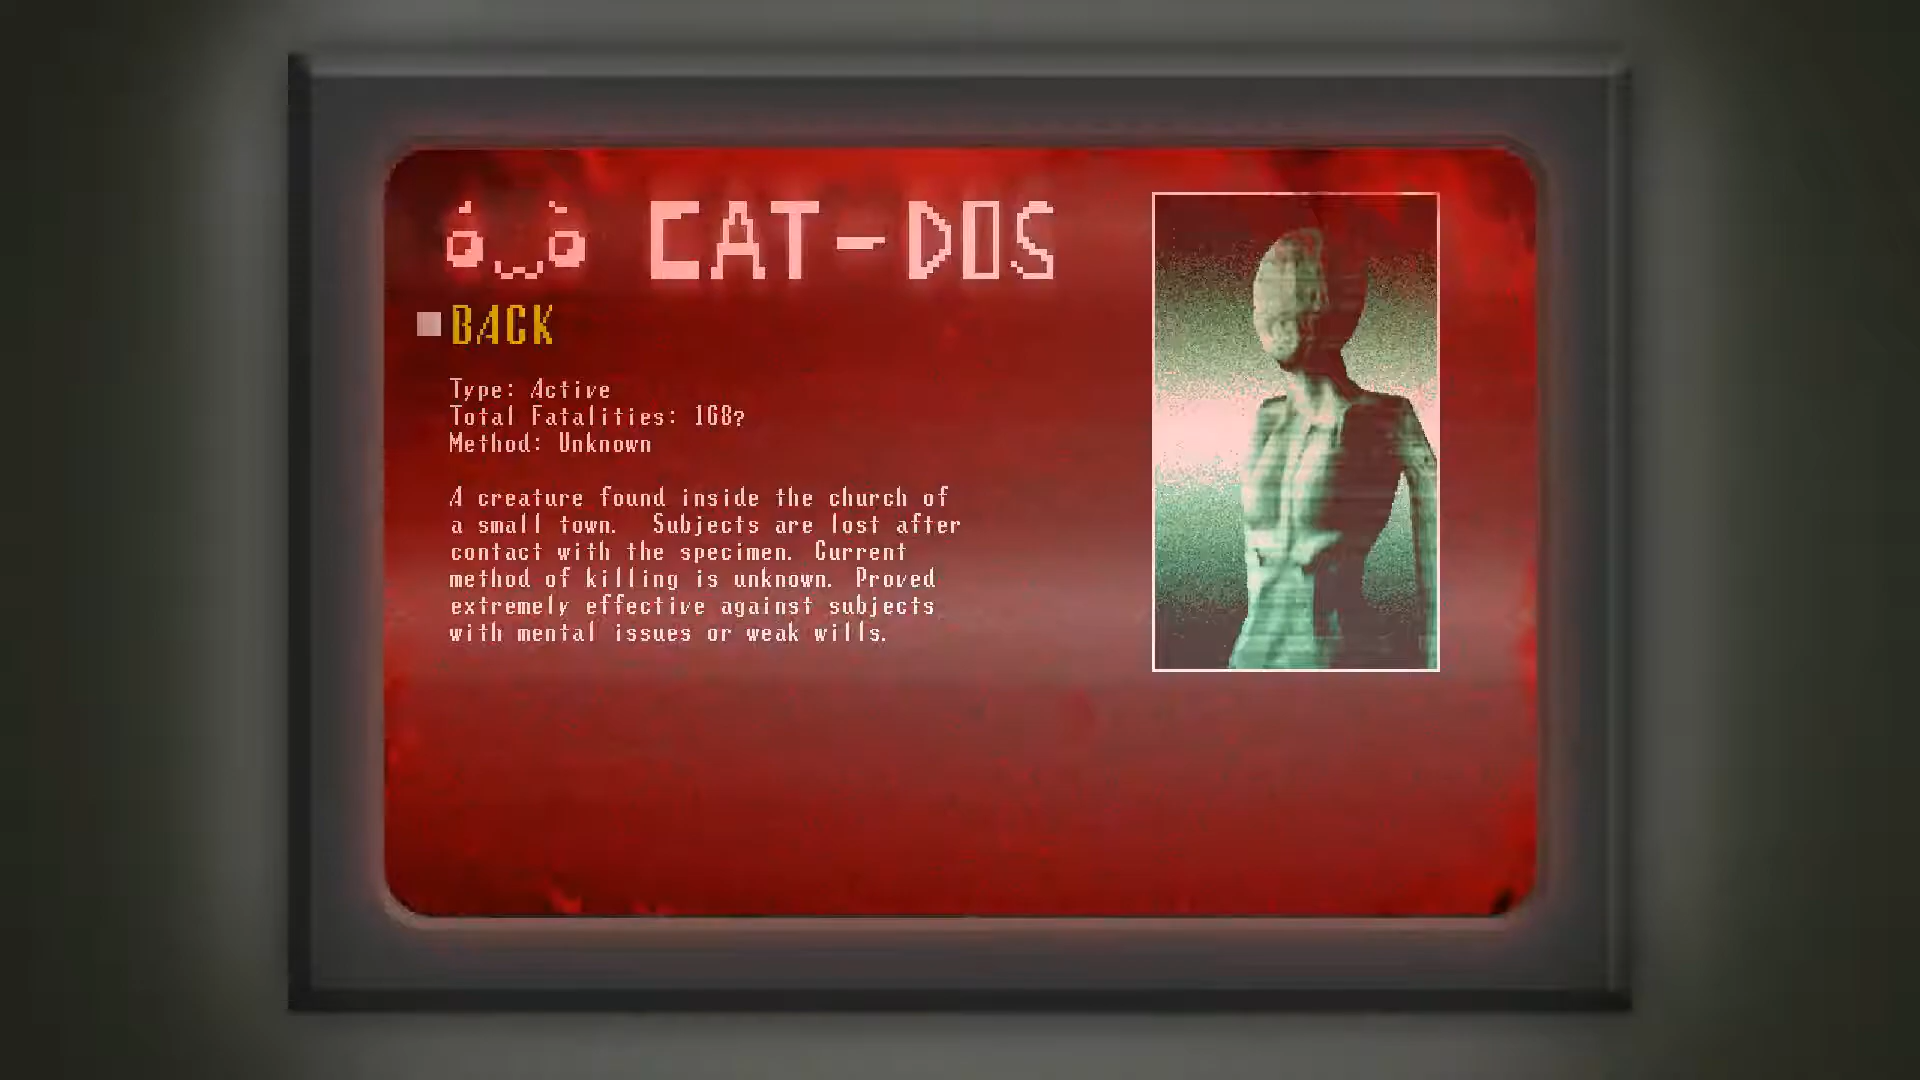 CAT-DOS
BACK
Type: Active
Total Fatalities: 168?
Method: Unknown
A creature found inside the church of
a small town. Subjects are lost after
contact with the specimen. Current
method of killing is unknown. Proved
extremely effective against subjects
with mental issues or weak wills.